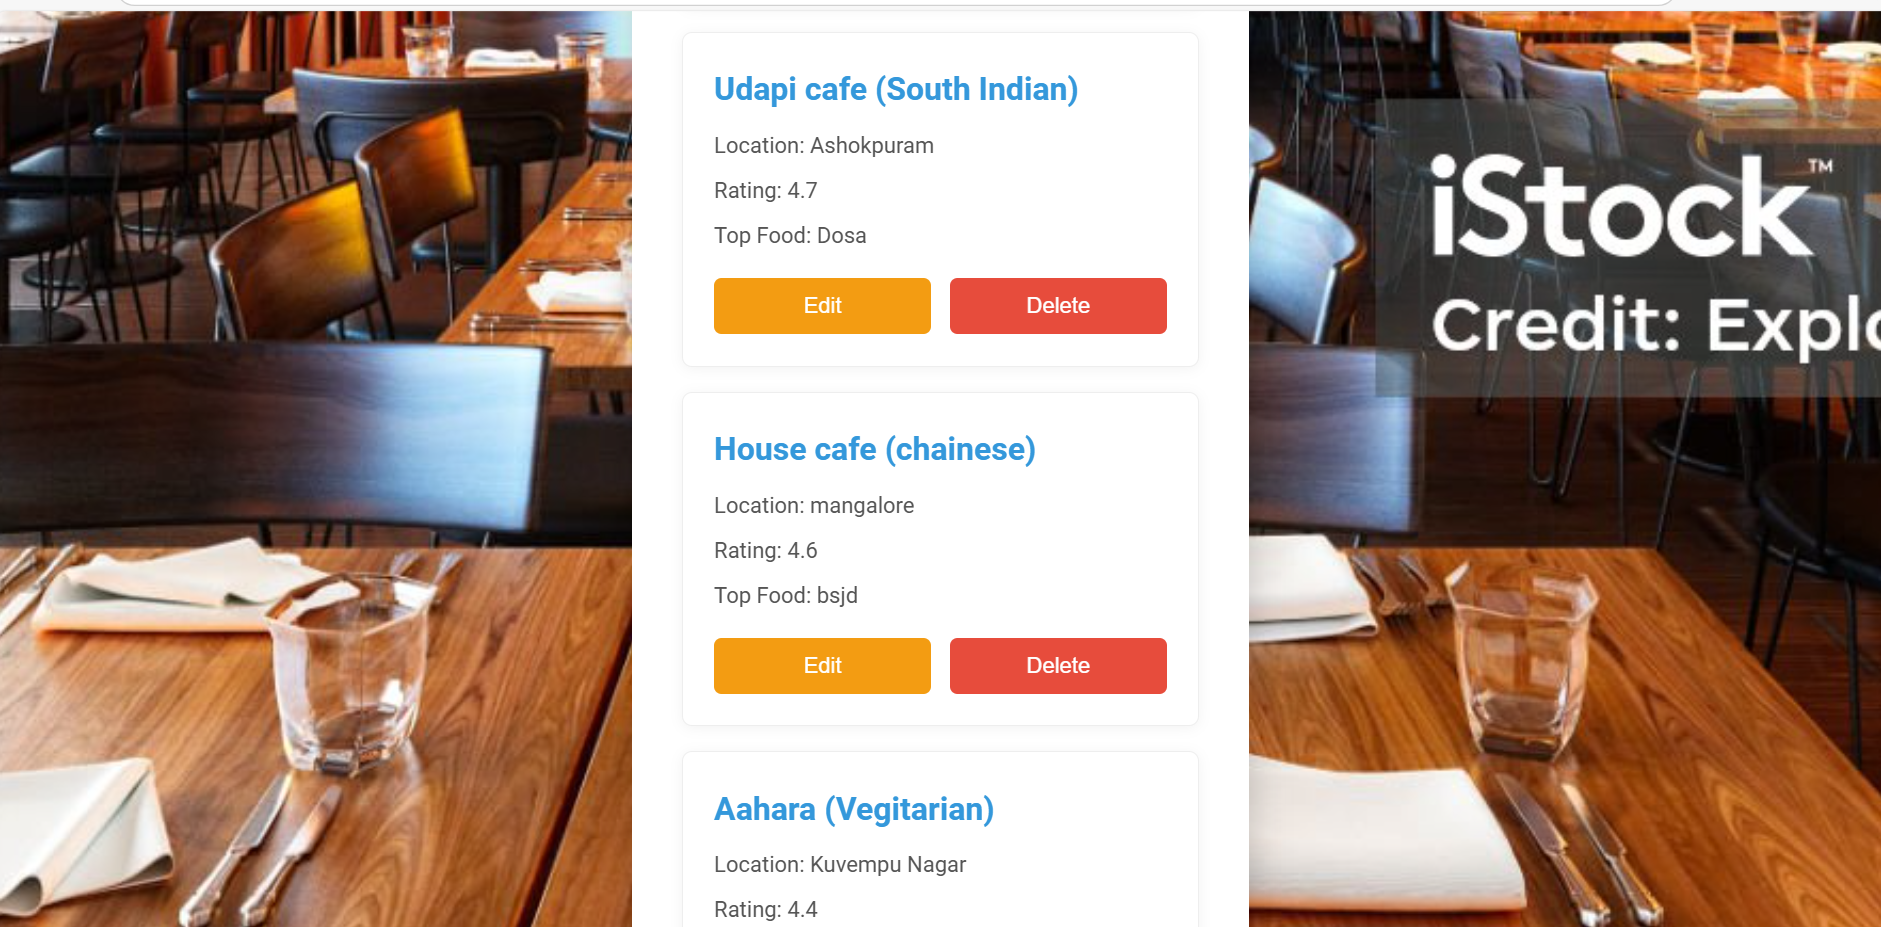 Udapi cafe (South Indian)
Location: Ashokpuram
Rating: 4.7
Top Food: Dosa
Edit Delete
House cafe (chainese)
Location: mangalore
Rating: 4.6
Top Food: bsjd
Edit Delete
Aahara (Vegitarian)
Location: Kuvempu Nagar
Rating: 4.4
iStock™
Credit: Explo